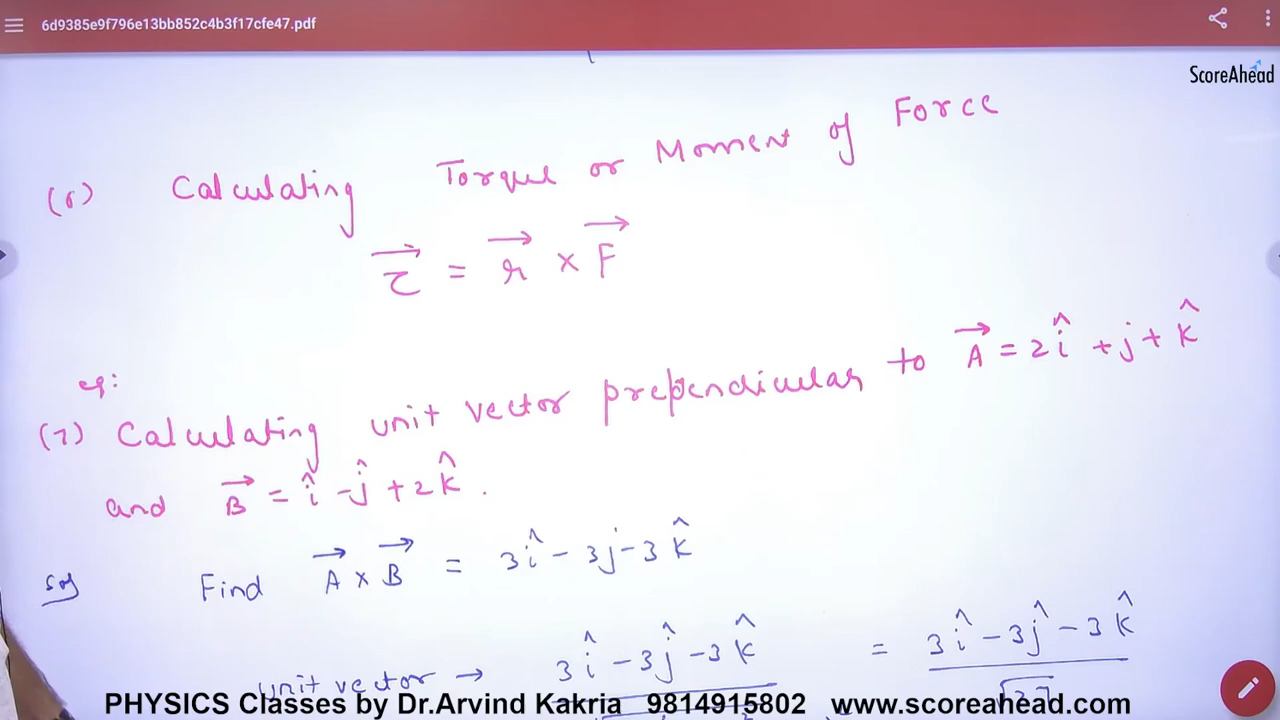 6d9385e9f796e13bb852c4b3f17cfe47.pdf
ScoreAhead
(6) Calculating Torque or Moment of Force
τ⃗ = r⃗ × F⃗
eg:
(7) Calculating unit vector prependicular to A⃗ = 2î + j + k̂
and B⃗ = î - ĵ + 2k̂ .
Sol Find A⃗ × B⃗ = 3î - 3j - 3k̂
unit vector → 3î - 3ĵ - 3k̂ = 3î - 3ĵ - 3k̂
√27
PHYSICS Classes by Dr.Arvind Kakria 9814915802 www.scoreahead.com